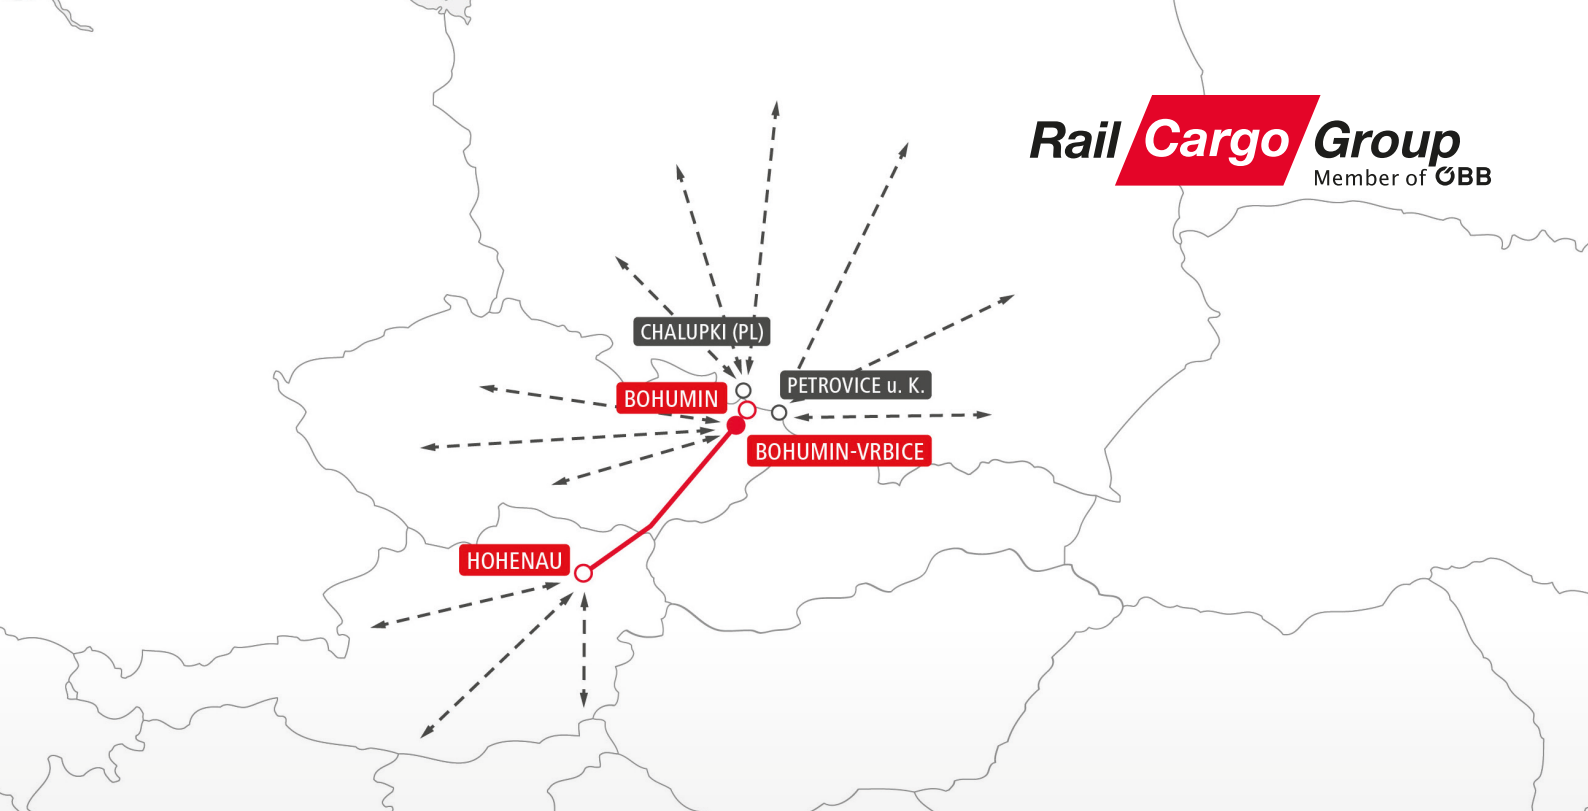 Rail Cargo Group
Member of ÖBB
CHALUPKI (PL)
PETROVICE u. K.
BOHUMIN
BOHUMIN-VRBICE
HOHENAU